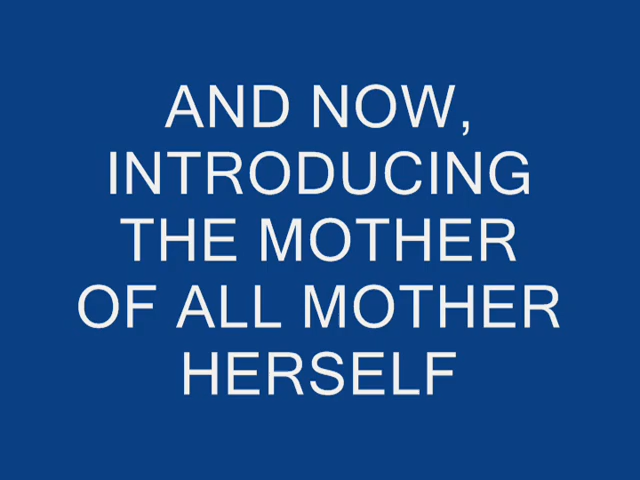 AND NOW,
INTRODUCING
THE MOTHER
OF ALL MOTHER
HERSELF